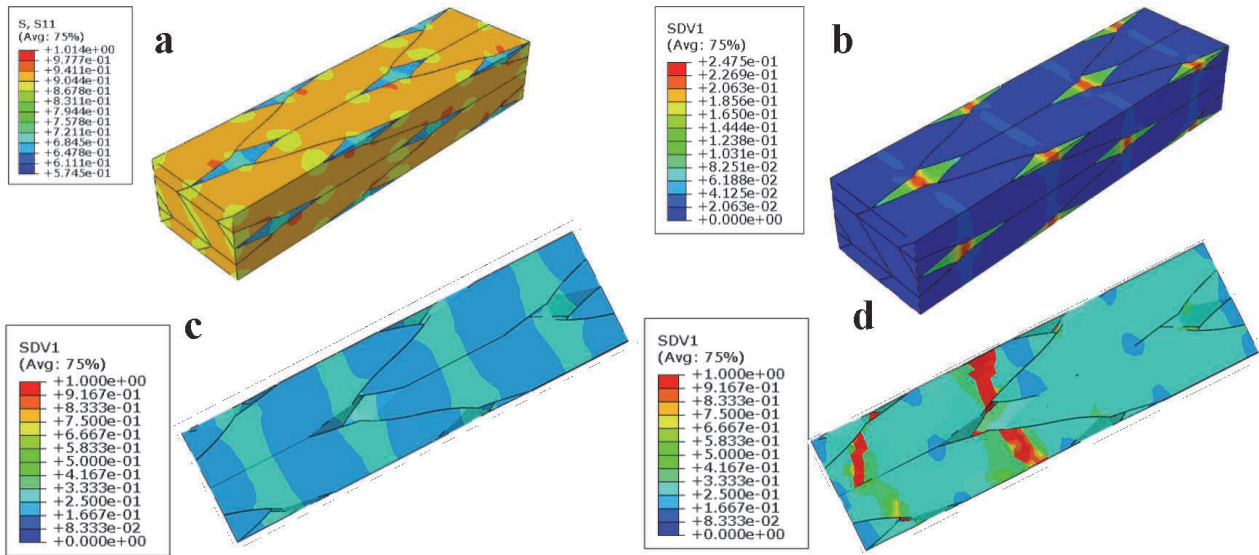 S, S11
(Avg: 75%)
+1.014e+00
+9.777e-01
+9.411e-01
+9.044e-01
+8.678e-01
+8.311e-01
+7.944e-01
+7.578e-01
+7.211e-01
+6.845e-01
+6.478e-01
+6.111e-01
+5.745e-01
a
SDV1
(Avg: 75%)
+2.475e-01
+2.269e-01
+2.063e-01
+1.856e-01
+1.650e-01
+1.444e-01
+1.238e-01
+1.031e-01
+8.251e-02
+6.188e-02
+4.125e-02
+2.063e-02
+0.000e+00
b
SDV1
(Avg: 75%)
+1.000e+00
+9.167e-01
+8.333e-01
+7.500e-01
+6.667e-01
+5.833e-01
+5.000e-01
+4.167e-01
+3.333e-01
+2.500e-01
+1.667e-01
+8.333e-02
+0.000e+00
c
SDV1
(Avg: 75%)
+1.000e+00
+9.167e-01
+8.333e-01
+7.500e-01
+6.667e-01
+5.833e-01
+5.000e-01
+4.167e-01
+3.333e-01
+2.500e-01
+1.667e-01
+8.333e-02
+0.000e+00
d